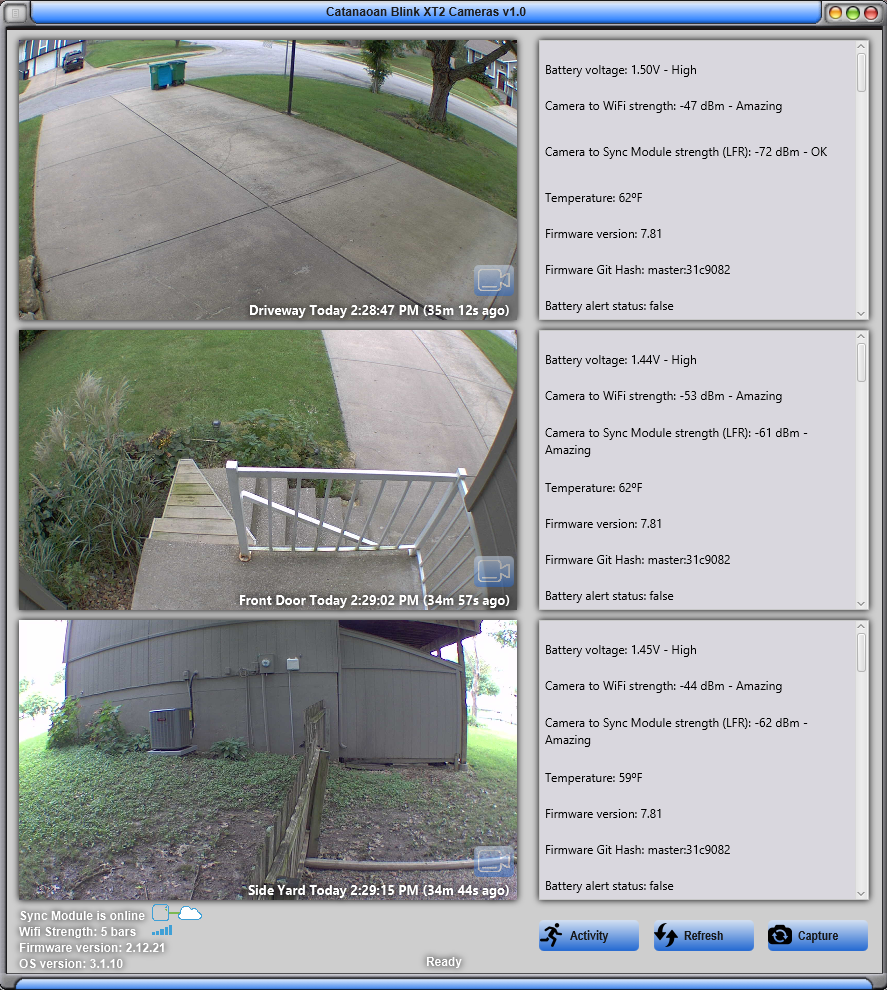 Catanaoan Blink XT2 Cameras v1.0
Driveway Today 2:28:47 PM (35m 12s ago)
Battery voltage: 1.50V - High
Camera to WiFi strength: -47 dBm - Amazing
Camera to Sync Module strength (LFR): -72 dBm - OK
Temperature: 62ºF
Firmware version: 7.81
Firmware Git Hash: master:31c9082
Battery alert status: false
Front Door Today 2:29:02 PM (34m 57s ago)
Battery voltage: 1.44V - High
Camera to WiFi strength: -53 dBm - Amazing
Camera to Sync Module strength (LFR): -61 dBm -
Amazing
Temperature: 62ºF
Firmware version: 7.81
Firmware Git Hash: master:31c9082
Battery alert status: false
Side Yard Today 2:29:15 PM (34m 44s ago)
Battery voltage: 1.45V - High
Camera to WiFi strength: -44 dBm - Amazing
Camera to Sync Module strength (LFR): -62 dBm -
Amazing
Temperature: 59ºF
Firmware version: 7.81
Firmware Git Hash: master:31c9082
Battery alert status: false
Sync Module is online
Wifi Strength: 5 bars
Firmware version: 2.12.21
OS version: 3.1.10
Ready
Activity
Refresh
Capture